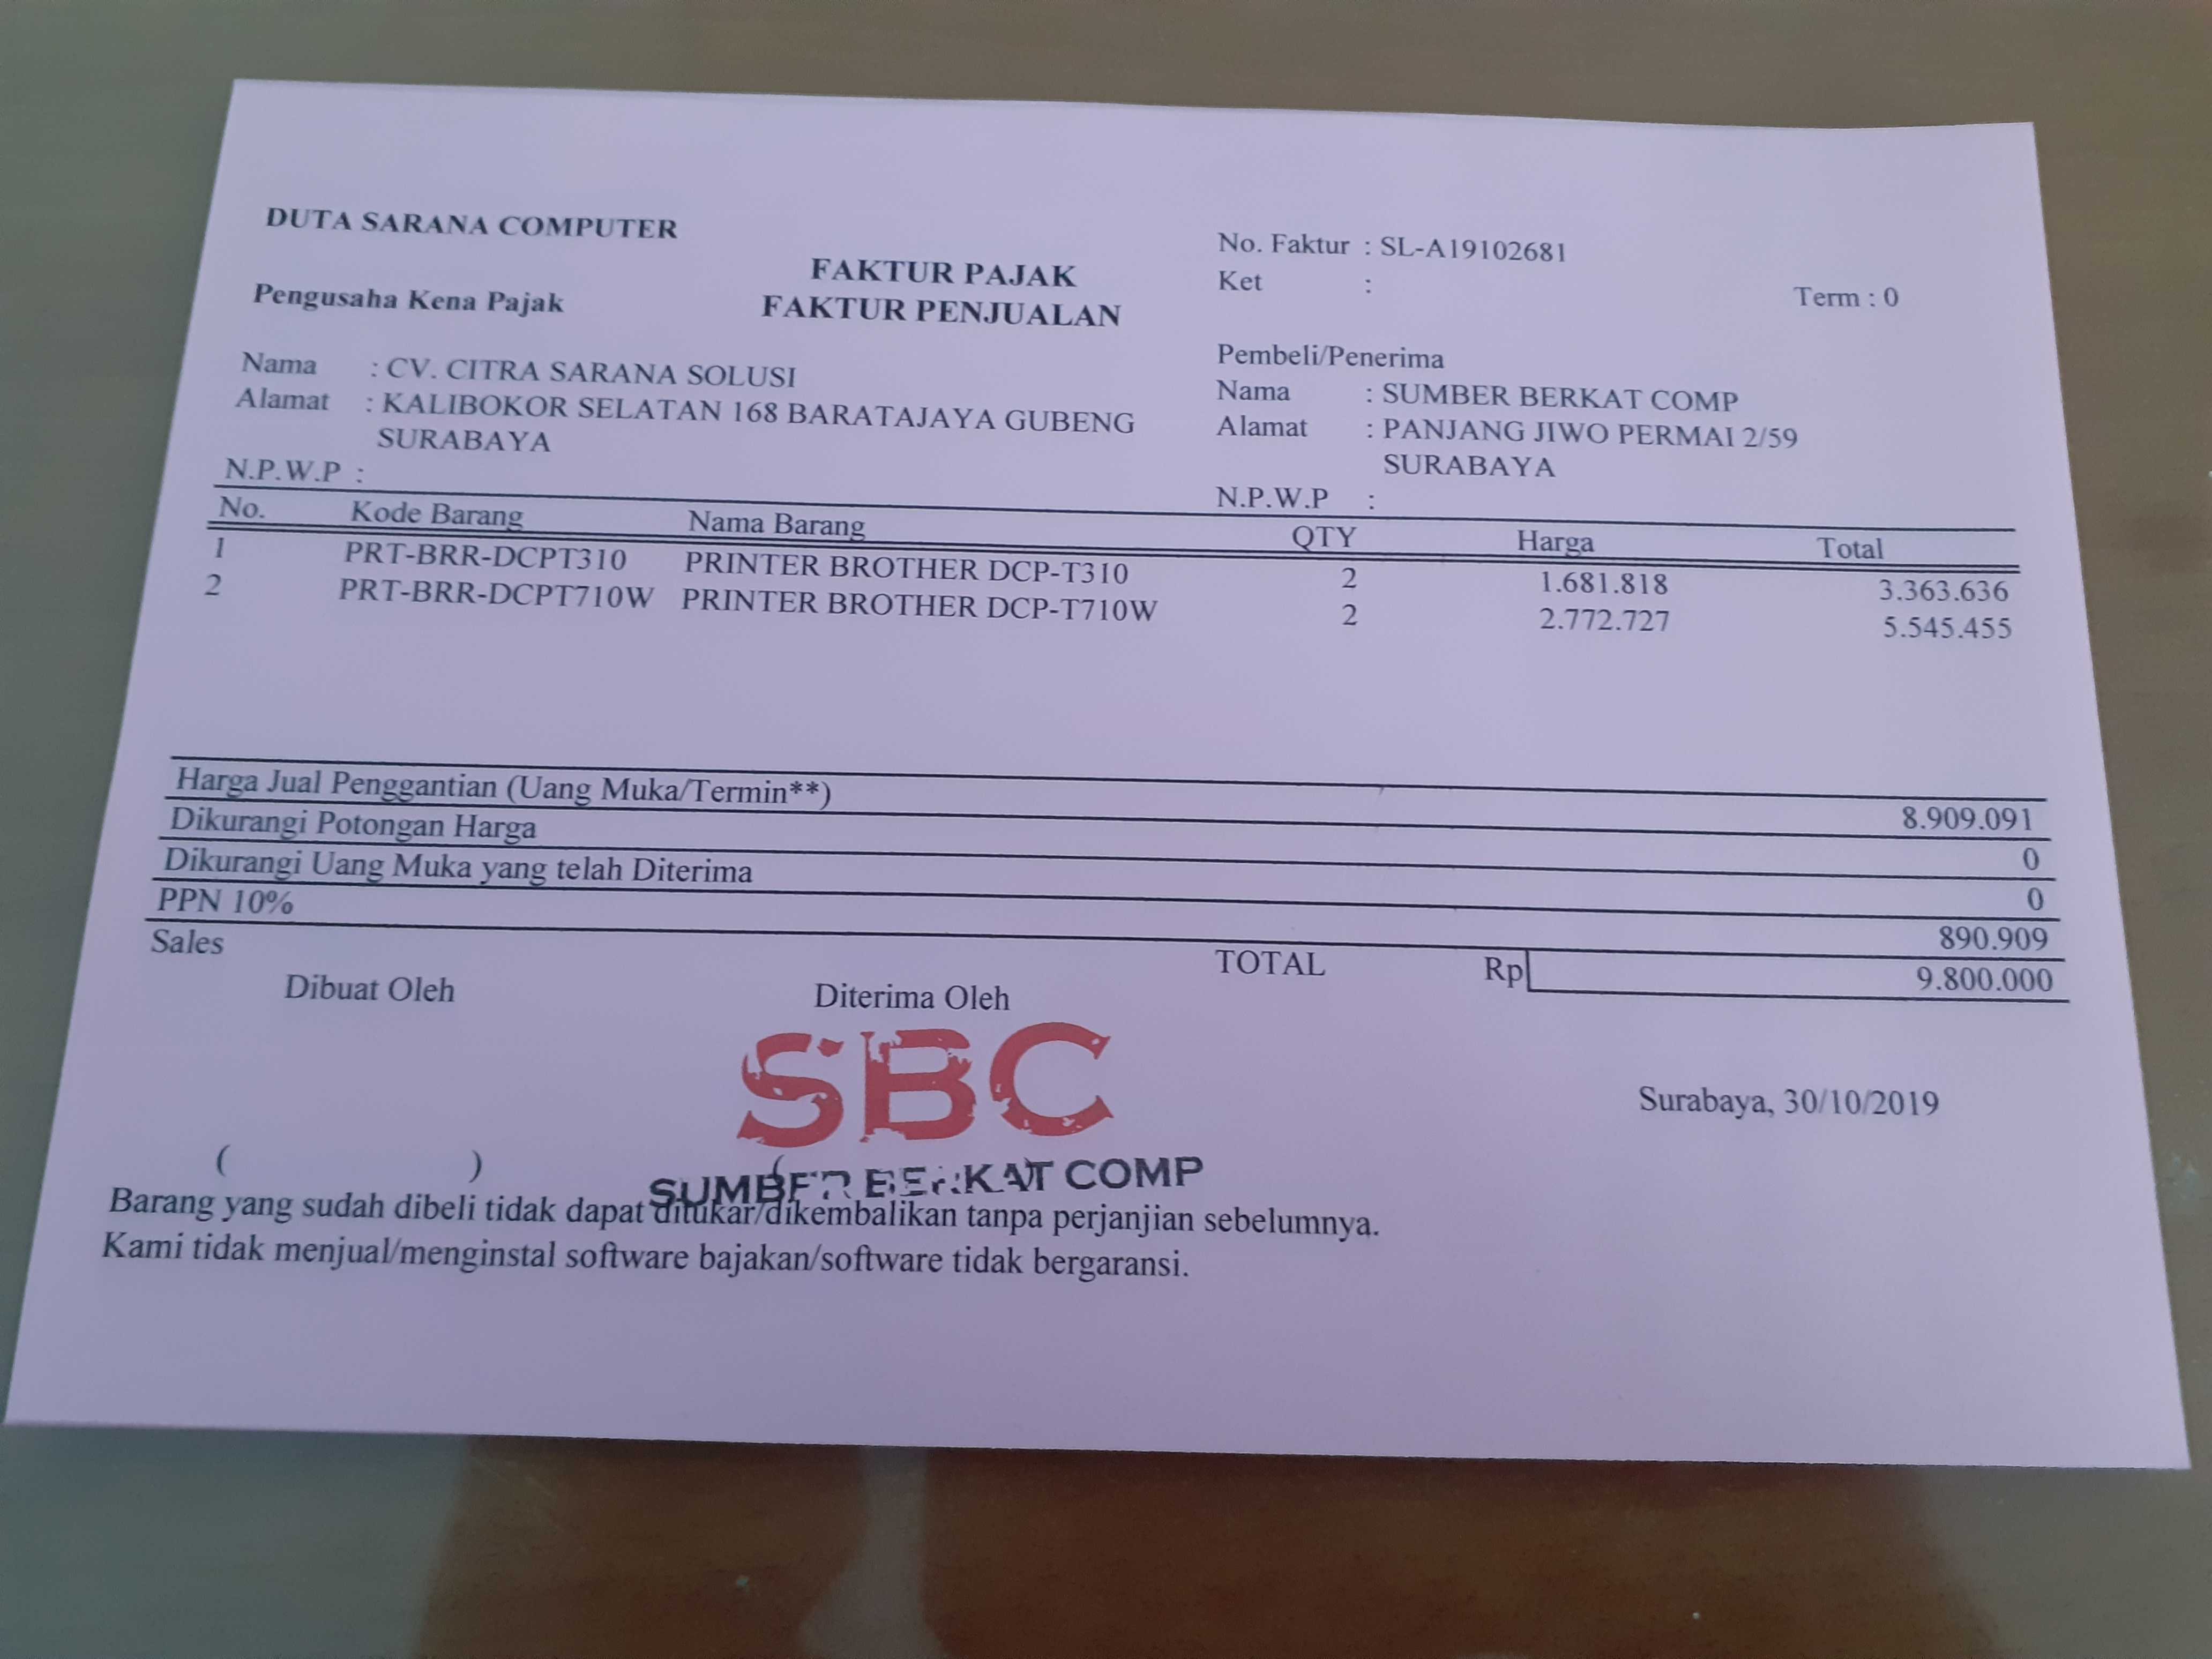 DUTA SARANA COMPUTER
FAKTUR PAJAK
FAKTUR PENJUALAN
Pengusaha Kena Pajak
No. Faktur : SL-A19102681
Ket :
Term : 0
Nama : CV. CITRA SARANA SOLUSI
Alamat : KALIBOKOR SELATAN 168 BARATAJAYA GUBENG
SURABAYA
N.P.W.P :
Pembeli/Penerima
Nama : SUMBER BERKAT COMP
Alamat : PANJANG JIWO PERMAI 2/59
SURABAYA
N.P.W.P :
No. Kode Barang Nama Barang QTY Harga Total
1 PRT-BRR-DCPT310 PRINTER BROTHER DCP-T310 2 1.681.818 3.363.636
2 PRT-BRR-DCPT710W PRINTER BROTHER DCP-T710W 2 2.772.727 5.545.455
Harga Jual Penggantian (Uang Muka/Termin**) 8.909.091
Dikurangi Potongan Harga 0
Dikurangi Uang Muka yang telah Diterima 0
PPN 10% 890.909
Sales TOTAL Rp 9.800.000
Dibuat Oleh Diterima Oleh
SBC
SUMBER BERKAT COMP
Surabaya, 30/10/2019
( ) (
Barang yang sudah dibeli tidak dapat ditukar/dikembalikan tanpa perjanjian sebelumnya.
Kami tidak menjual/menginstal software bajakan/software tidak bergaransi.